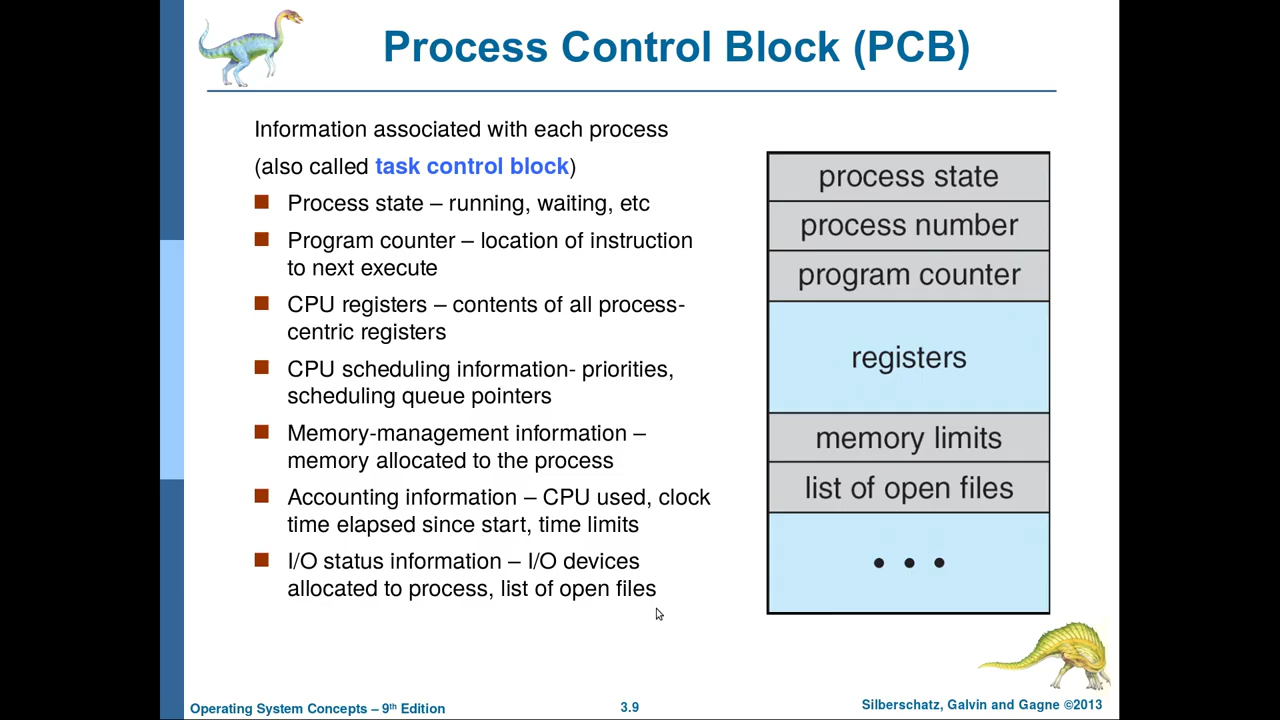 Process Control Block (PCB)
Information associated with each process
(also called task control block)
Process state – running, waiting, etc
Program counter – location of instruction
to next execute
CPU registers – contents of all process-
centric registers
CPU scheduling information- priorities,
scheduling queue pointers
Memory-management information –
memory allocated to the process
Accounting information – CPU used, clock
time elapsed since start, time limits
I/O status information – I/O devices
allocated to process, list of open files
process state
process number
program counter
registers
memory limits
list of open files
• • •
Operating System Concepts – 9th Edition
3.9
Silberschatz, Galvin and Gagne ©2013